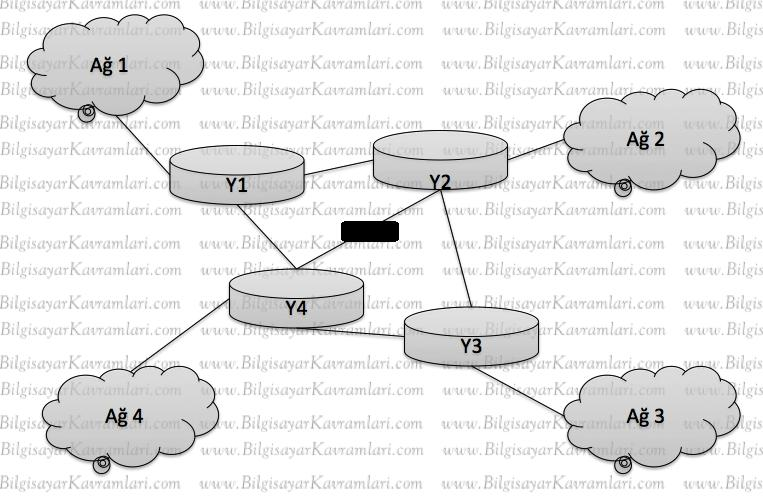 Ağ 1
Ağ 2
Y1
Y2
Y4
Y3
Ağ 4
Ağ 3
www.BilgisayarKavramlari.com